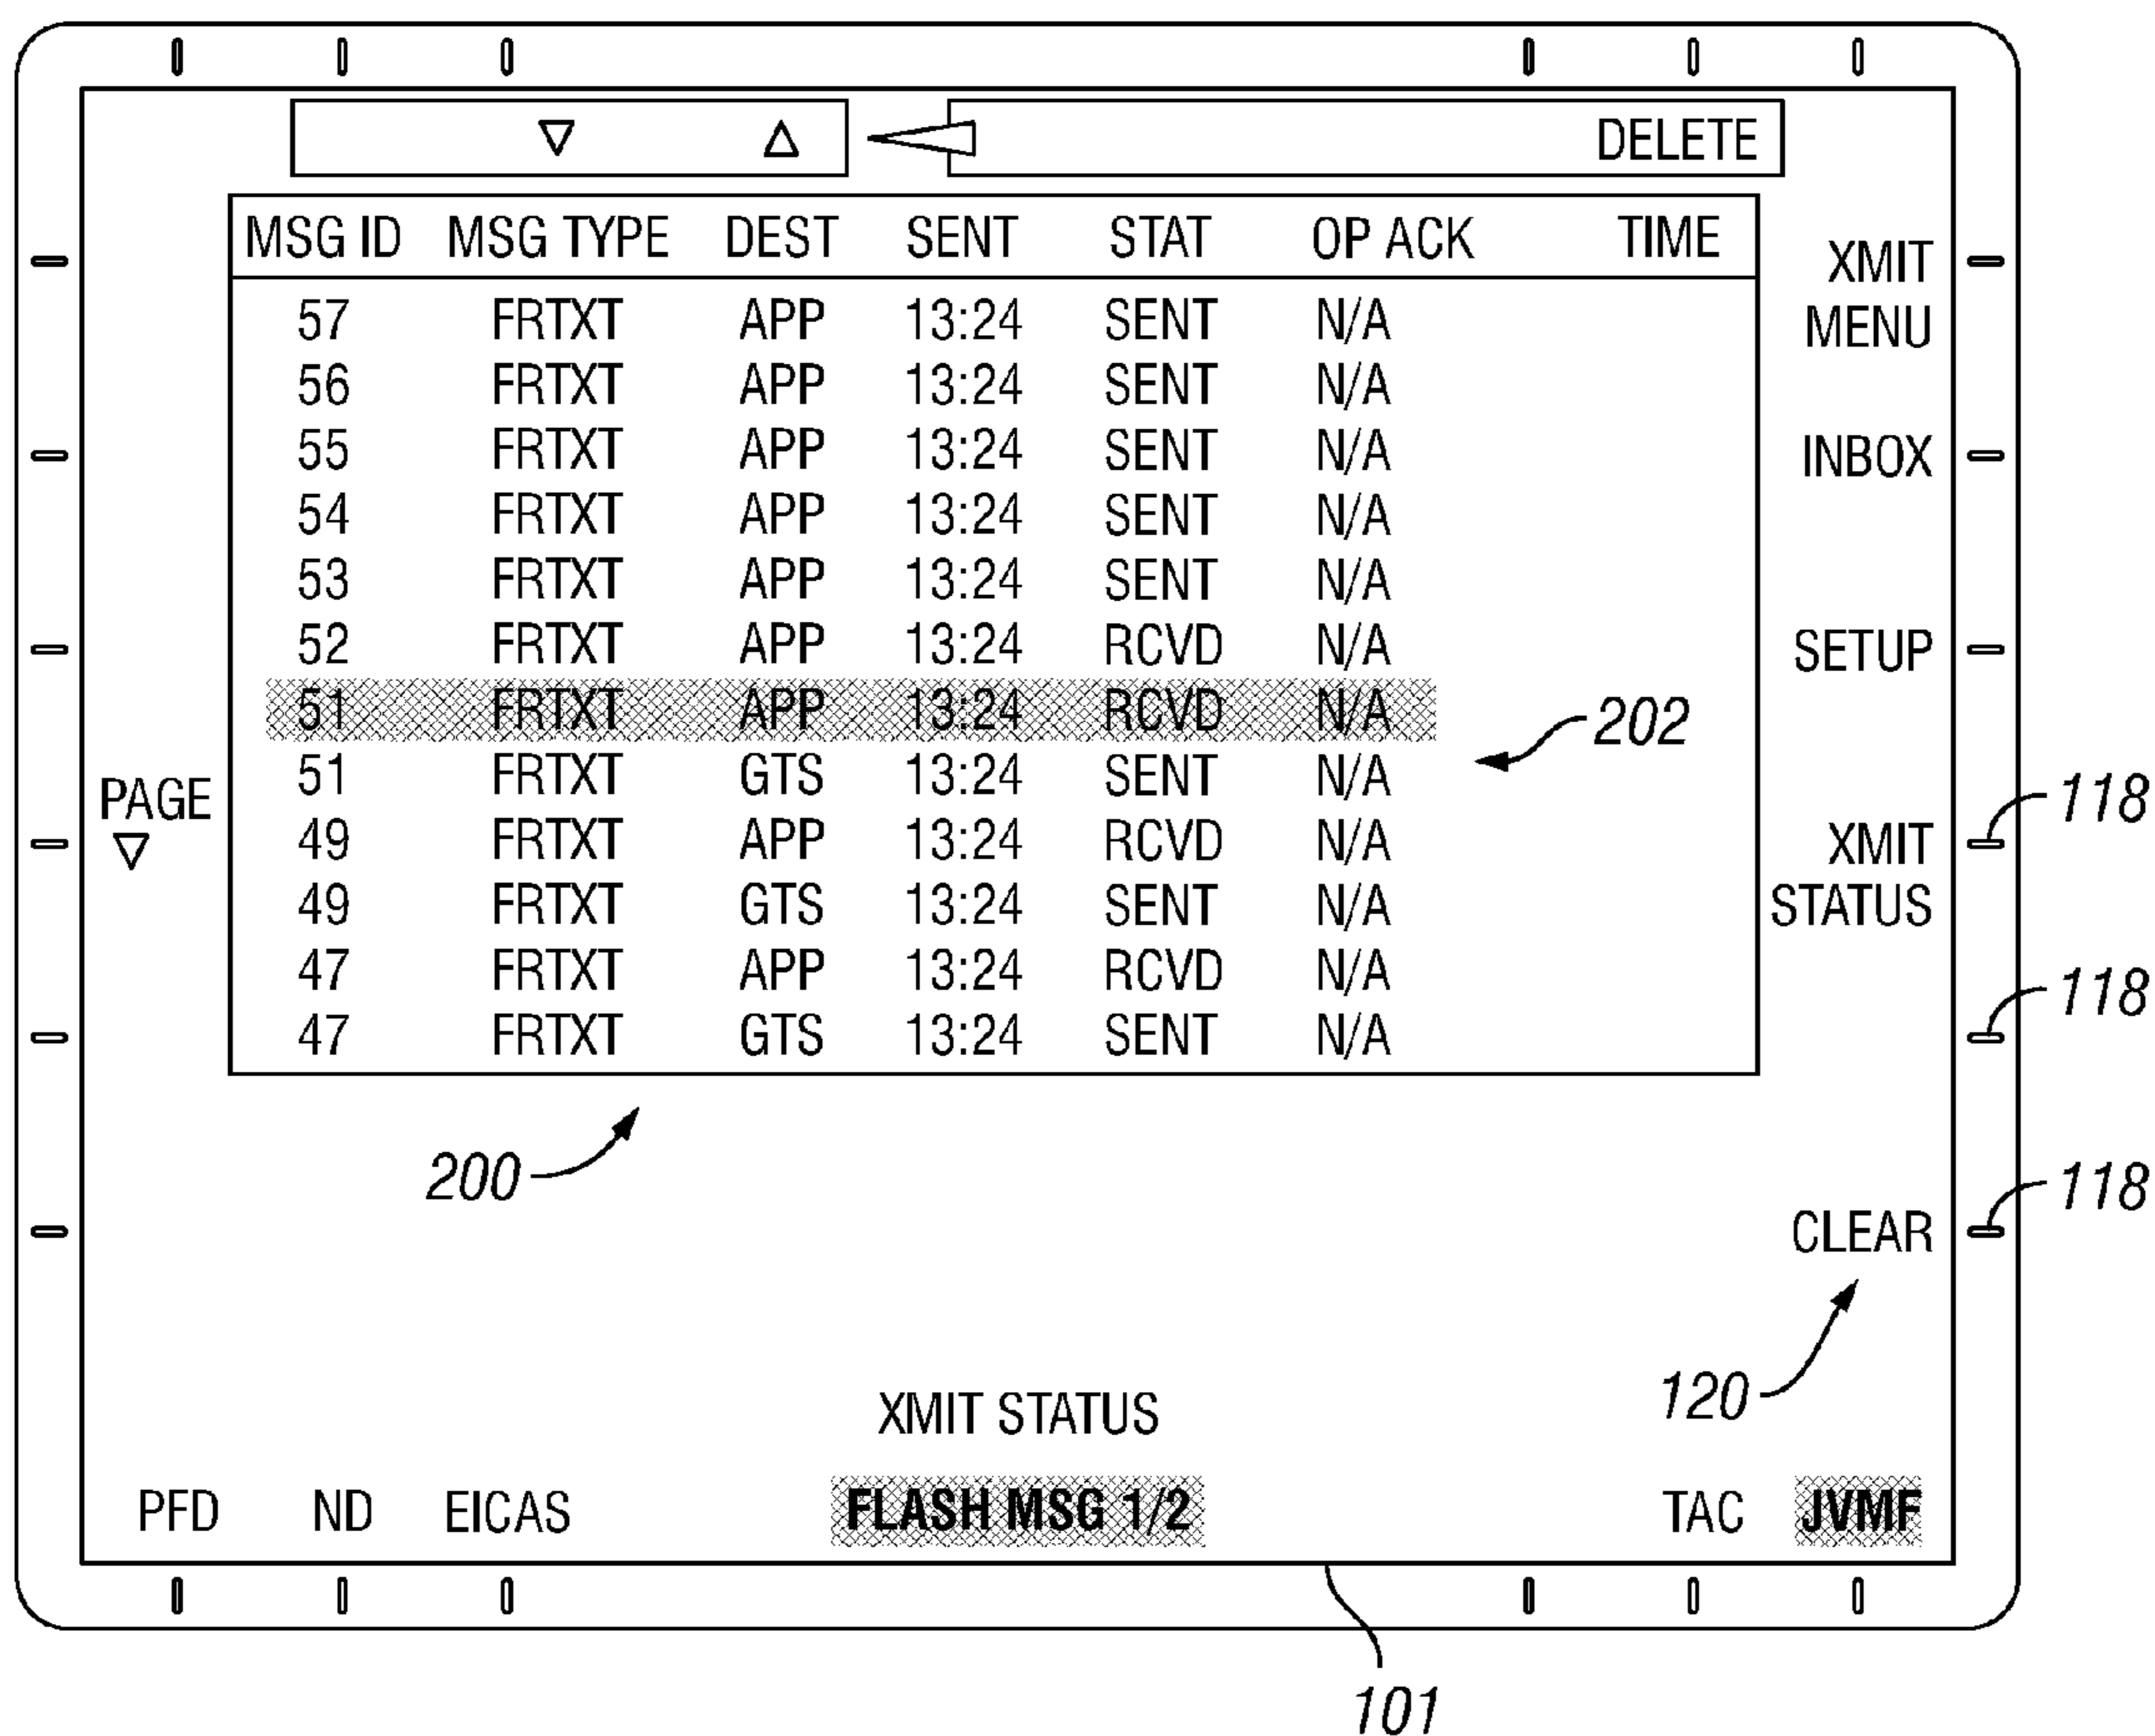 ▽ △ DELETE
MSG ID MSG TYPE DEST SENT STAT OP ACK TIME
57 FRTXT APP 13:24 SENT N/A
56 FRTXT APP 13:24 SENT N/A
55 FRTXT APP 13:24 SENT N/A
54 FRTXT APP 13:24 SENT N/A
53 FRTXT APP 13:24 SENT N/A
52 FRTXT APP 13:24 RCVD N/A
51 FRTXT APP 13:24 RCVD N/A
51 FRTXT GTS 13:24 SENT N/A
49 FRTXT APP 13:24 RCVD N/A
49 FRTXT GTS 13:24 SENT N/A
47 FRTXT APP 13:24 RCVD N/A
47 FRTXT GTS 13:24 SENT N/A
PAGE
▽
XMIT
MENU
INBOX
SETUP
XMIT
STATUS
CLEAR
202
118
118
118
200
120
XMIT STATUS
PFD ND EICAS FLASH MSG 1/2 TAC JVMF
101